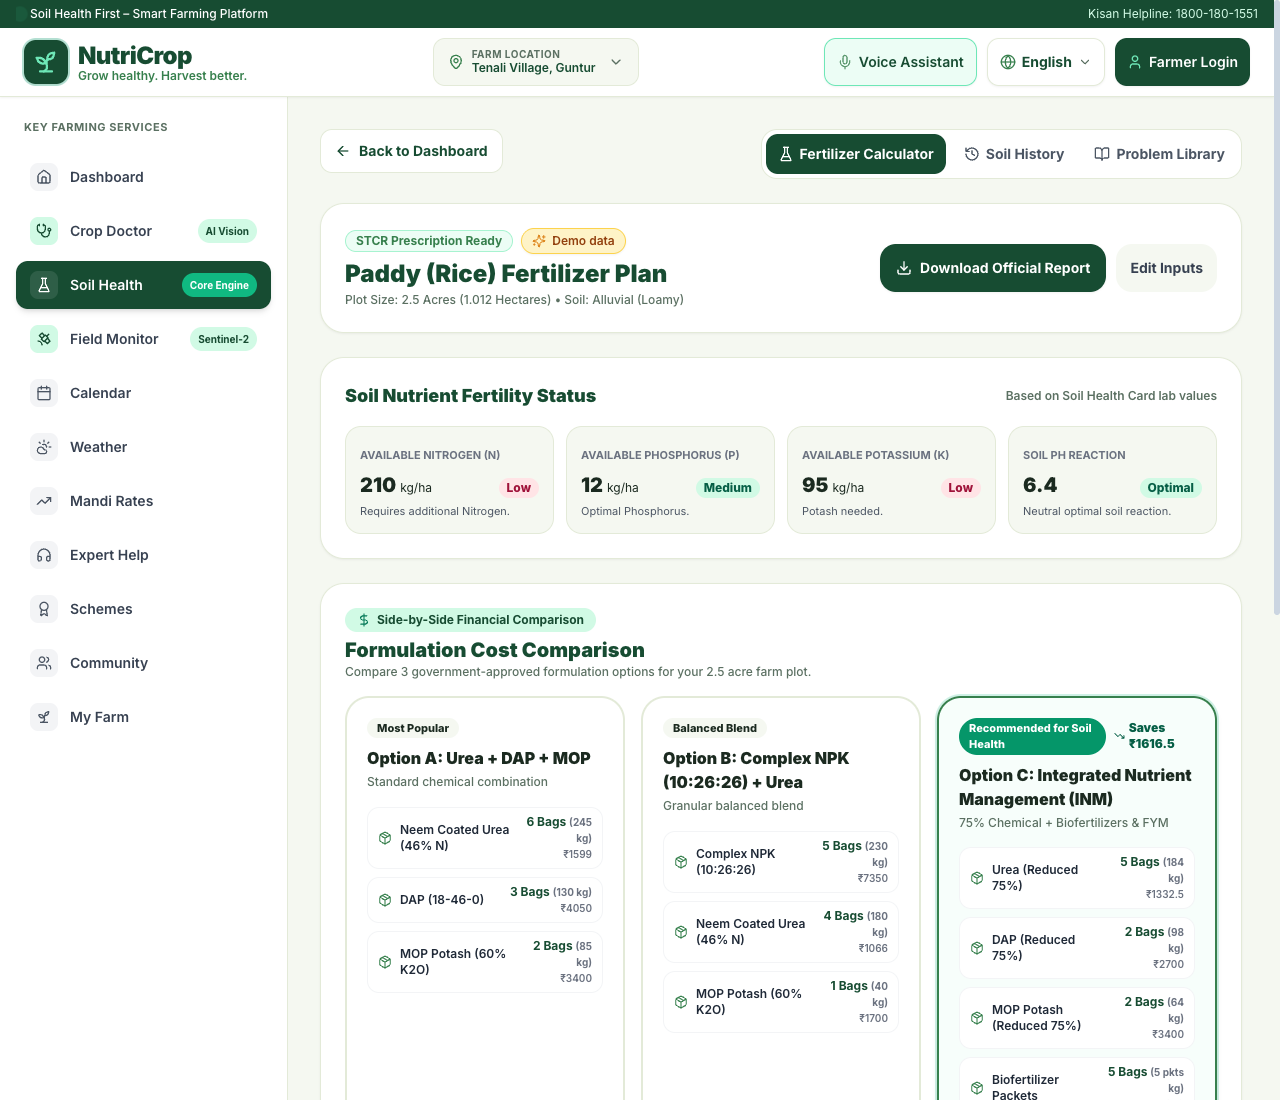 Soil Health First – Smart Farming Platform
Kisan Helpline: 1800-180-1551
NutriCrop
Grow healthy. Harvest better.
FARM LOCATION
Tenali Village, Guntur
Voice Assistant
English
Farmer Login
KEY FARMING SERVICES
Dashboard
Crop Doctor
AI Vision
Soil Health
Core Engine
Field Monitor
Sentinel-2
Calendar
Weather
Mandi Rates
Expert Help
Schemes
Community
My Farm
Back to Dashboard
Fertilizer Calculator
Soil History
Problem Library
STCR Prescription Ready
Demo data
Paddy (Rice) Fertilizer Plan
Plot Size: 2.5 Acres (1.012 Hectares) • Soil: Alluvial (Loamy)
Download Official Report
Edit Inputs
Soil Nutrient Fertility Status
Based on Soil Health Card lab values
AVAILABLE NITROGEN (N)
210 kg/ha
Low
Requires additional Nitrogen.
AVAILABLE PHOSPHORUS (P)
12 kg/ha
Medium
Optimal Phosphorus.
AVAILABLE POTASSIUM (K)
95 kg/ha
Low
Potash needed.
SOIL PH REACTION
6.4
Optimal
Neutral optimal soil reaction.
Side-by-Side Financial Comparison
Formulation Cost Comparison
Compare 3 government-approved formulation options for your 2.5 acre farm plot.
Most Popular
Option A: Urea + DAP + MOP
Standard chemical combination
Neem Coated Urea
(46% N)
6 Bags (245
kg)
₹1599
DAP (18-46-0)
3 Bags (130 kg)
₹4050
MOP Potash (60%
K2O)
2 Bags (85
kg)
₹3400
Balanced Blend
Option B: Complex NPK
(10:26:26) + Urea
Granular balanced blend
Complex NPK
(10:26:26)
5 Bags (230
kg)
₹7350
Neem Coated Urea
(46% N)
4 Bags (180
kg)
₹1066
MOP Potash (60%
K2O)
1 Bags (40
kg)
₹1700
Recommended for Soil
Health
Saves
₹1616.5
Option C: Integrated Nutrient
Management (INM)
75% Chemical + Biofertilizers & FYM
Urea (Reduced
75%)
5 Bags (184
kg)
₹1332.5
DAP (Reduced
75%)
2 Bags (98
kg)
₹2700
MOP Potash
(Reduced 75%)
2 Bags (64
kg)
₹3400
Biofertilizer
Packets
5 Bags (5 pkts
kg)